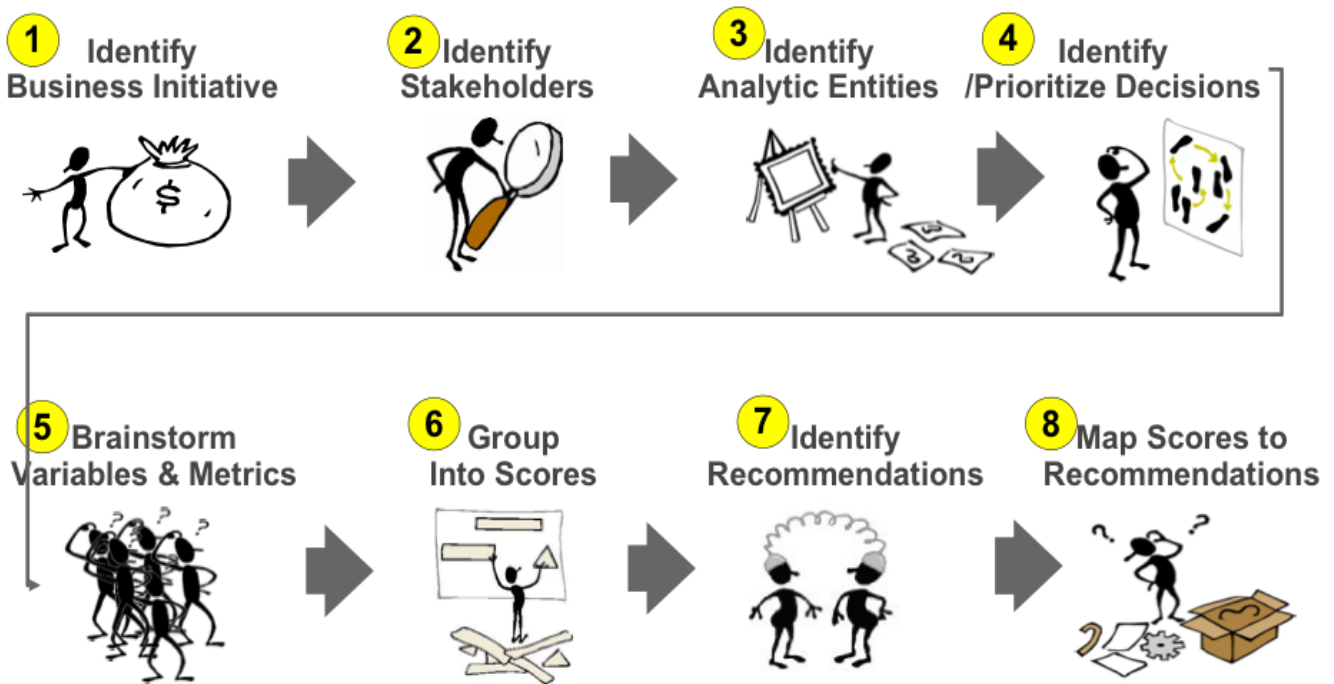 1 Identify
Business Initiative
$
2 Identify
Stakeholders
3 Identify
Analytic Entities
4 Identify
/Prioritize Decisions
5 Brainstorm
Variables & Metrics
? ? ?
6 Group
Into Scores
7 Identify
Recommendations
8 Map Scores to
Recommendations
? ?